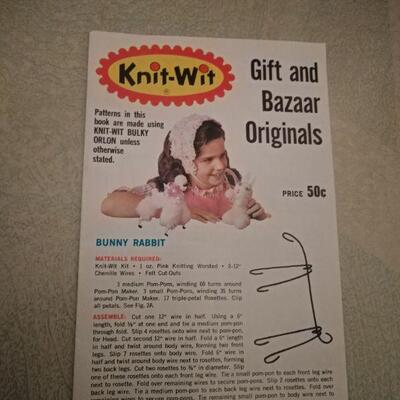 Knit-Wit
®
Gift and
Bazaar
Originals
Patterns in this
book are made using
KNIT-WIT BULKY
ORLON unless
otherwise
stated.
PRICE 50c
BUNNY RABBIT
MATERIALS REQUIRED:
Knit-Wit Kit • 1 oz. Pink Knitting Worsted • 3-12"
Chenille Wires • Felt Cut-Outs
3 medium Pom-Pons, winding 60 turns around
Pom-Pon Maker. 3 small Pom-Pons, winding 35 turns
around Pom-Pon Maker. 17 triple-petal Rosettes. Clip
all petals. See Fig. 2A.
ASSEMBLE: Cut one 12" wire in half. Using a 6"
length, fold ½" at one end and tie a medium pom-pon
through fold. Slip 4 rosettes onto wire next to pom-pon,
for Head. Cut second 12" wire in half. Fold a 6" length in
half and twist around body wire, forming two front
legs. Slip 7 rosettes onto body wire. Fold 6" wire in
half and twist around body wire next to rosettes, forming
two back legs. Cut two rosettes to ¾" in diameter. Slip
one of these rosettes onto each front leg wire. Tie a small pom-pon to each front leg wire
next to rosette. Fold over remaining wires to secure pom-pons. Slip 2 rosettes onto each
back leg wire. Tie a medium pom-pon to each back leg wire next to rosette. Fold over
remaining wires to secure pom-pons.